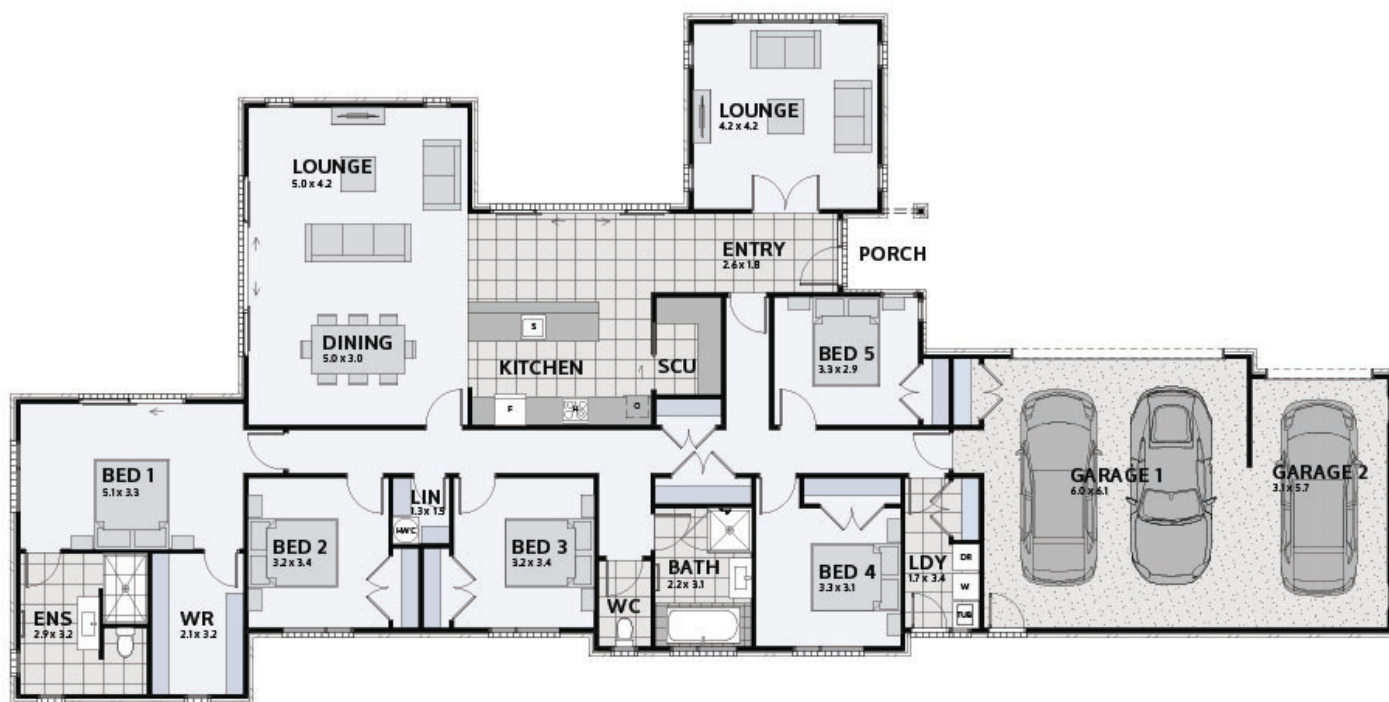 LOUNGE
4.2 x 4.2
LOUNGE
5.0 x 4.2
ENTRY
2.6 x 1.8
PORCH
DINING
5.0 x 3.0
S
KITCHEN
SCU
F
H
O
BED 5
3.3 x 2.9
BED 1
5.1 x 3.3
GARAGE 1
6.0 x 6.1
GARAGE 2
3.1 x 5.7
LIN
1.3 x 1.5
HWC
BED 2
3.2 x 3.4
BED 3
3.2 x 3.4
BATH
2.2 x 3.1
BED 4
3.3 x 3.1
LDY
1.7 x 3.4
DR
W
TUB
ENS
2.9 x 3.2
WR
2.1 x 3.2
WC